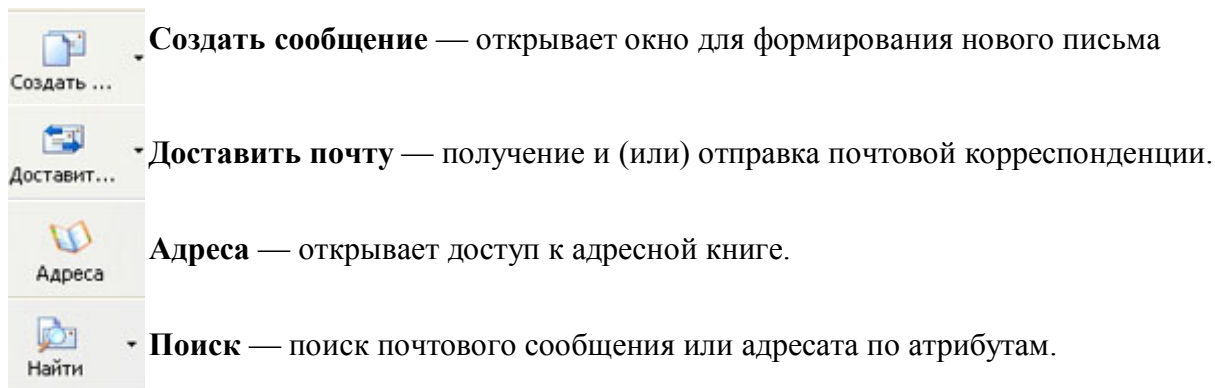 Создать сообщение — открывает окно для формирования нового письма
Создать ...
Доставить почту — получение и (или) отправка почтовой корреспонденции.
Доставит...
Адреса — открывает доступ к адресной книге.
Адреса
Поиск — поиск почтового сообщения или адресата по атрибутам.
Найти